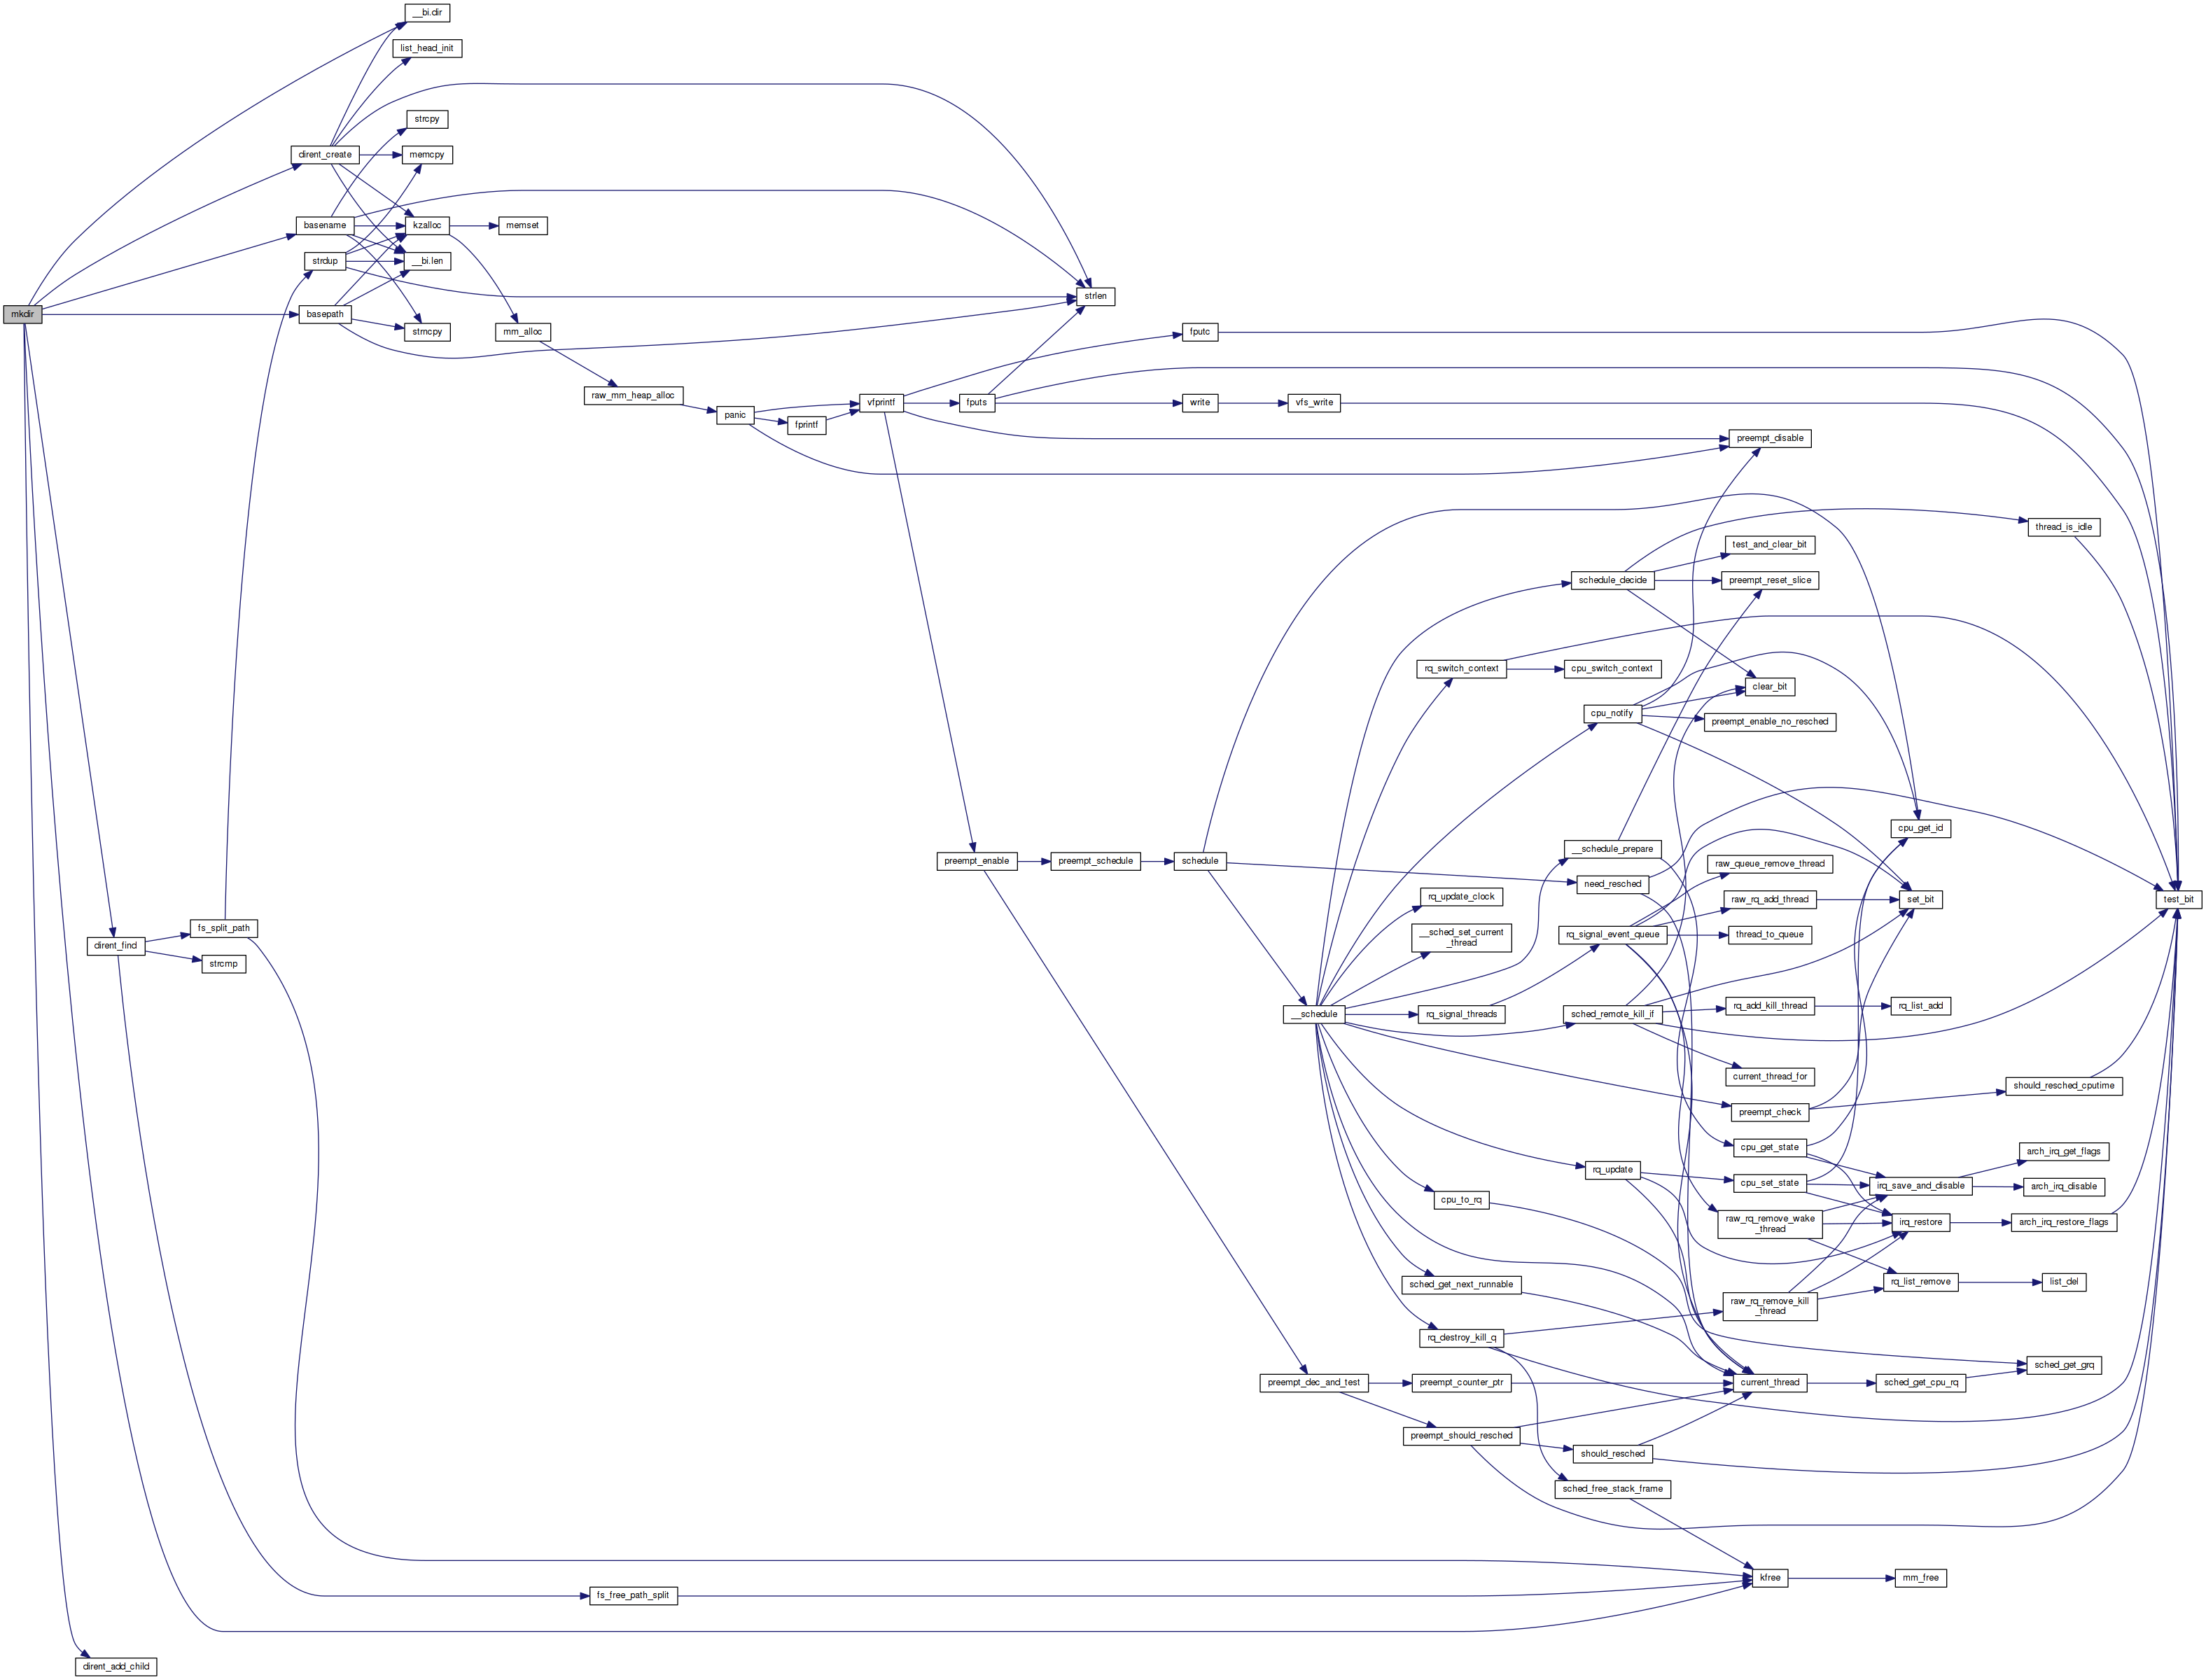 __bi.dir
list_head_init
strcpy
dirent_create
memcpy
basename
kzalloc
memset
strdup
__bi.len
strlen
mkdir
basepath
strncpy
mm_alloc
fputc
raw_mm_heap_alloc
panic
fprintf
vfprintf
fputs
write
vfs_write
preempt_disable
thread_is_idle
test_and_clear_bit
schedule_decide
preempt_reset_slice
rq_switch_context
cpu_switch_context
clear_bit
cpu_notify
preempt_enable_no_resched
cpu_get_id
preempt_enable
preempt_schedule
schedule
__schedule_prepare
raw_queue_remove_thread
need_resched
rq_update_clock
raw_rq_add_thread
set_bit
test_bit
fs_split_path
dirent_find
strcmp
__sched_set_current
_thread
rq_signal_event_queue
thread_to_queue
__schedule
rq_signal_threads
sched_remote_kill_if
rq_add_kill_thread
rq_list_add
current_thread_for
should_resched_cputime
preempt_check
cpu_get_state
arch_irq_get_flags
rq_update
cpu_set_state
irq_save_and_disable
arch_irq_disable
cpu_to_rq
raw_rq_remove_wake
_thread
irq_restore
arch_irq_restore_flags
sched_get_next_runnable
rq_list_remove
list_del
raw_rq_remove_kill
_thread
rq_destroy_kill_q
sched_get_grq
preempt_dec_and_test
preempt_counter_ptr
current_thread
sched_get_cpu_rq
preempt_should_resched
should_resched
sched_free_stack_frame
kfree
mm_free
fs_free_path_split
dirent_add_child